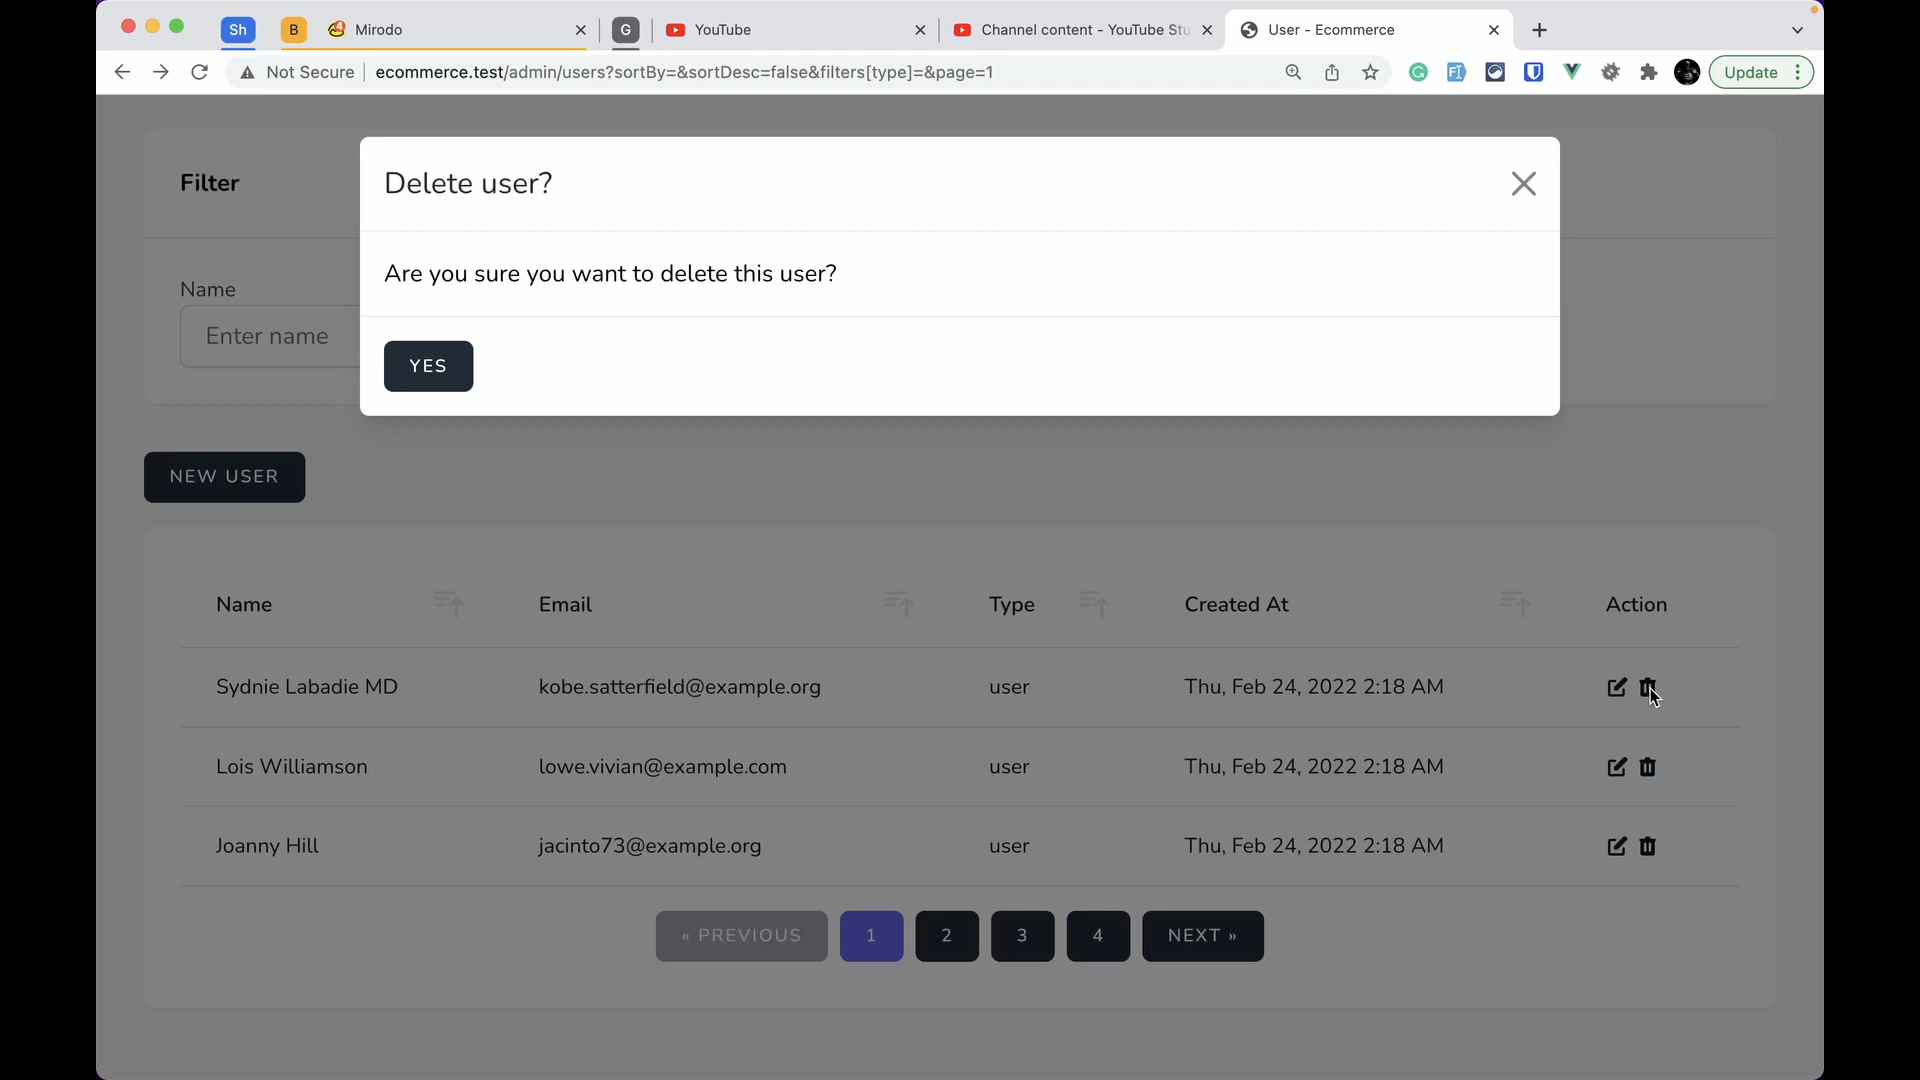 Sh
B
4
Mirodo
G
YouTube
Channel content - YouTube Stu
User - Ecommerce
Not Secure
ecommerce.test/admin/users?sortBy=&sortDesc=false&filters[type]=&page=1
Update
Filter
Delete user?
Are you sure you want to delete this user?
Name
Enter name
YES
NEW USER
Name Email Type Created At Action
Sydnie Labadie MD kobe.satterfield@example.org user Thu, Feb 24, 2022 2:18 AM
Lois Williamson lowe.vivian@example.com user Thu, Feb 24, 2022 2:18 AM
Joanny Hill jacinto73@example.org user Thu, Feb 24, 2022 2:18 AM
« PREVIOUS 1 2 3 4 NEXT »